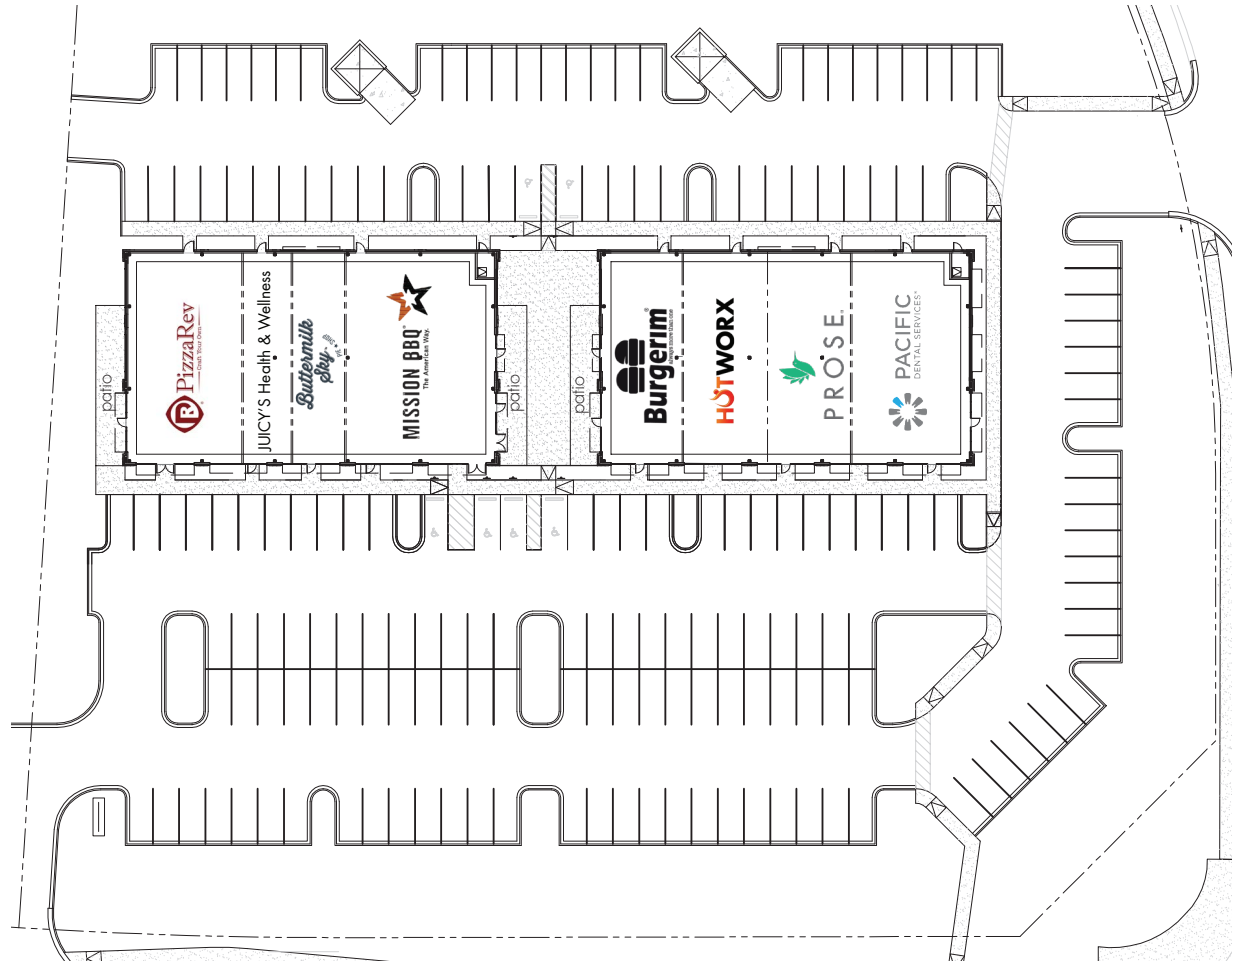 patio
PizzaRev
Craft Your Own
JUICY'S Health & Wellness
Buttermilk
Sky
MISSION BBQ
The American Way.
patio
patio
Burgerim
HOTWORX
PROSE
PACIFIC
DENTAL SERVICES®